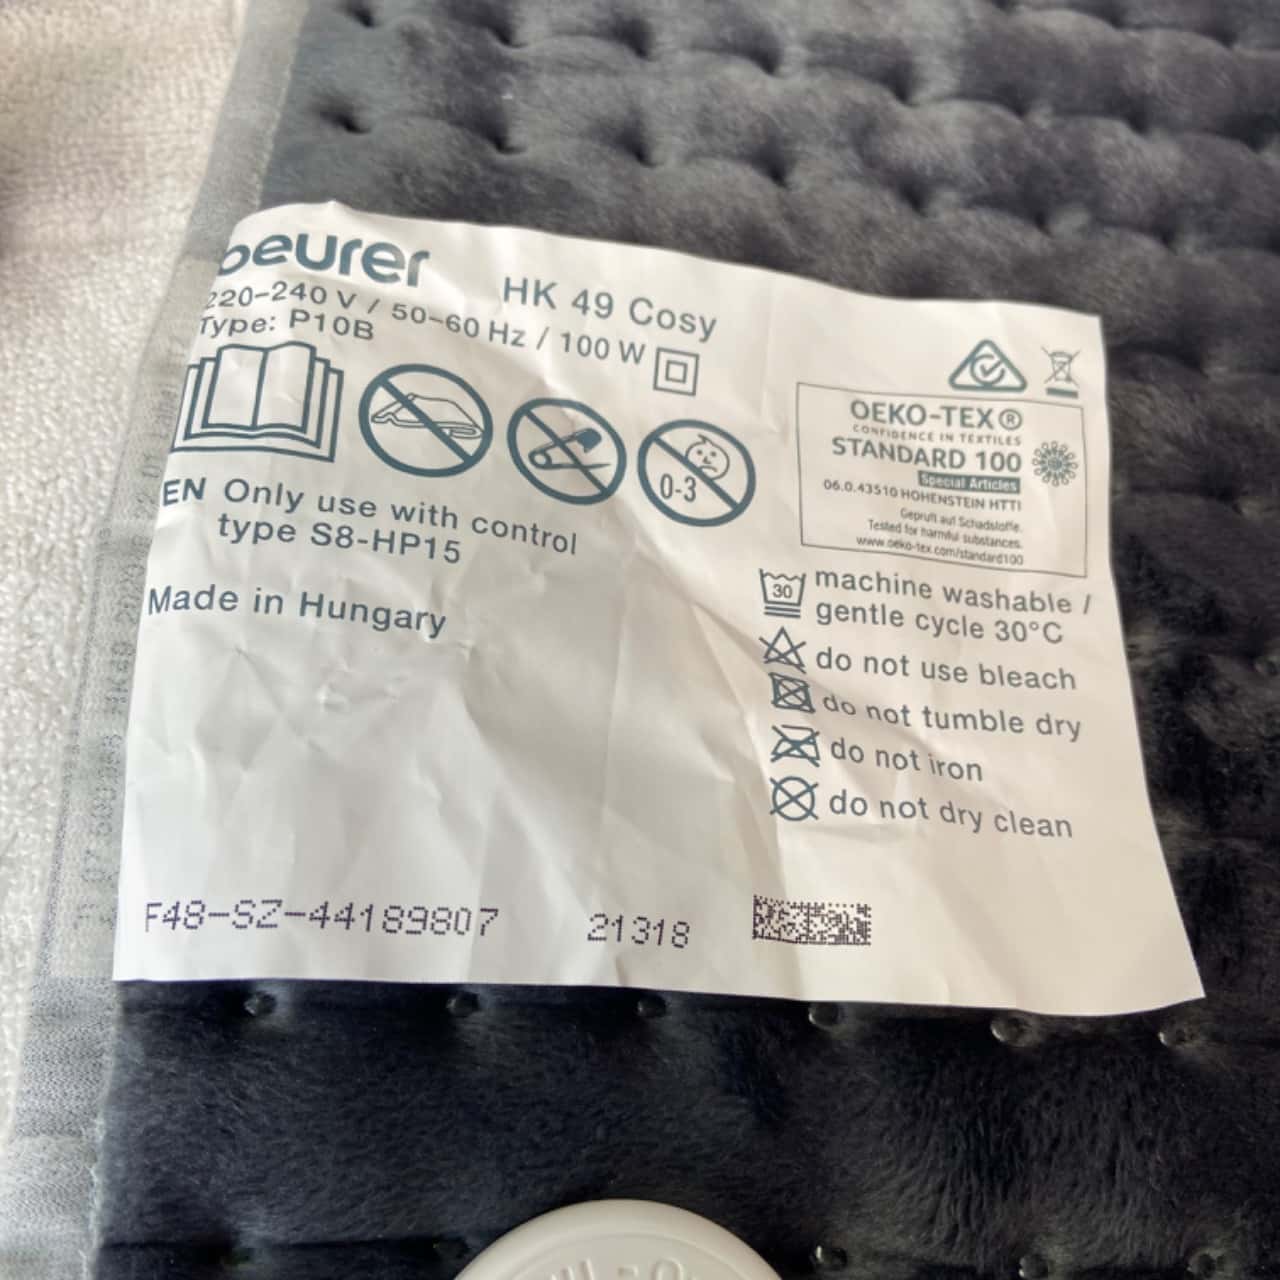 beurer HK 49 Cosy
220-240 V / 50-60 Hz / 100 W
Type: P10B
0-3
EN Only use with control
type S8-HP15
Made in Hungary
OEKO-TEX®
CONFIDENCE IN TEXTILES
STANDARD 100
Special Articles
06.0.43510 HOHENSTEIN HTTI
Geprüft auf Schadstoffe.
Tested for harmful substances.
www.oeko-tex.com/standard100
30
machine washable /
gentle cycle 30°C
do not use bleach
do not tumble dry
do not iron
do not dry clean
F48-SZ-44189807 21318